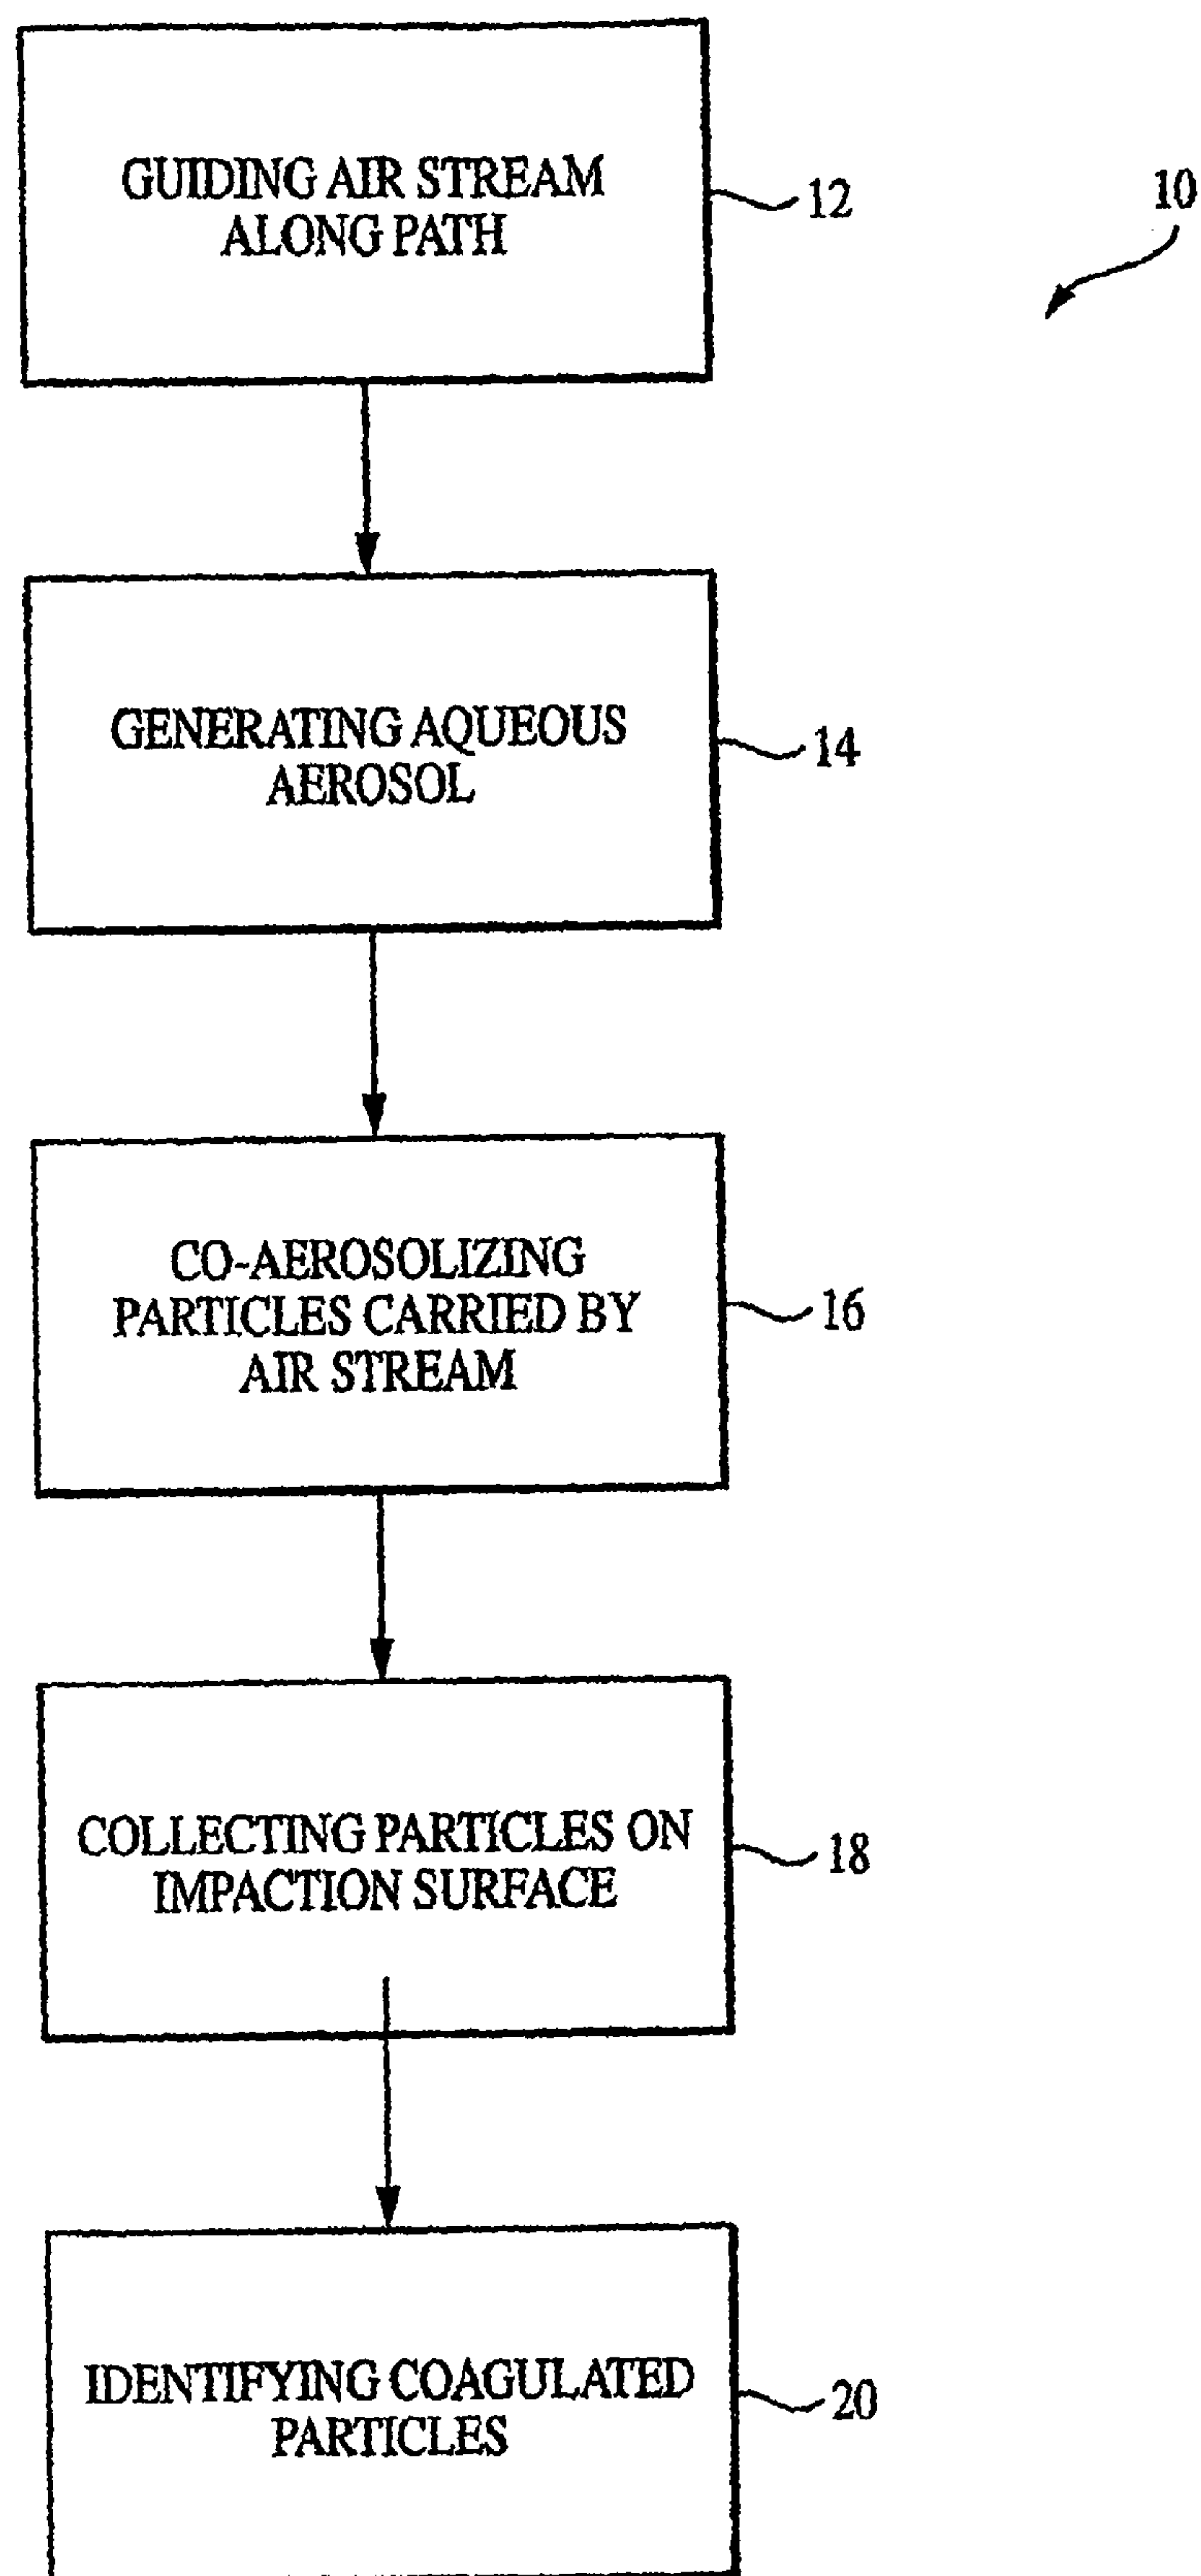 GUIDING AIR STREAM
ALONG PATH
12
10
GENERATING AQUEOUS
AEROSOL
14
CO-AEROSOLIZING
PARTICLES CARRIED BY
AIR STREAM
16
COLLECTING PARTICLES ON
IMPACTION SURFACE
18
IDENTIFYING COAGULATED
PARTICLES
20